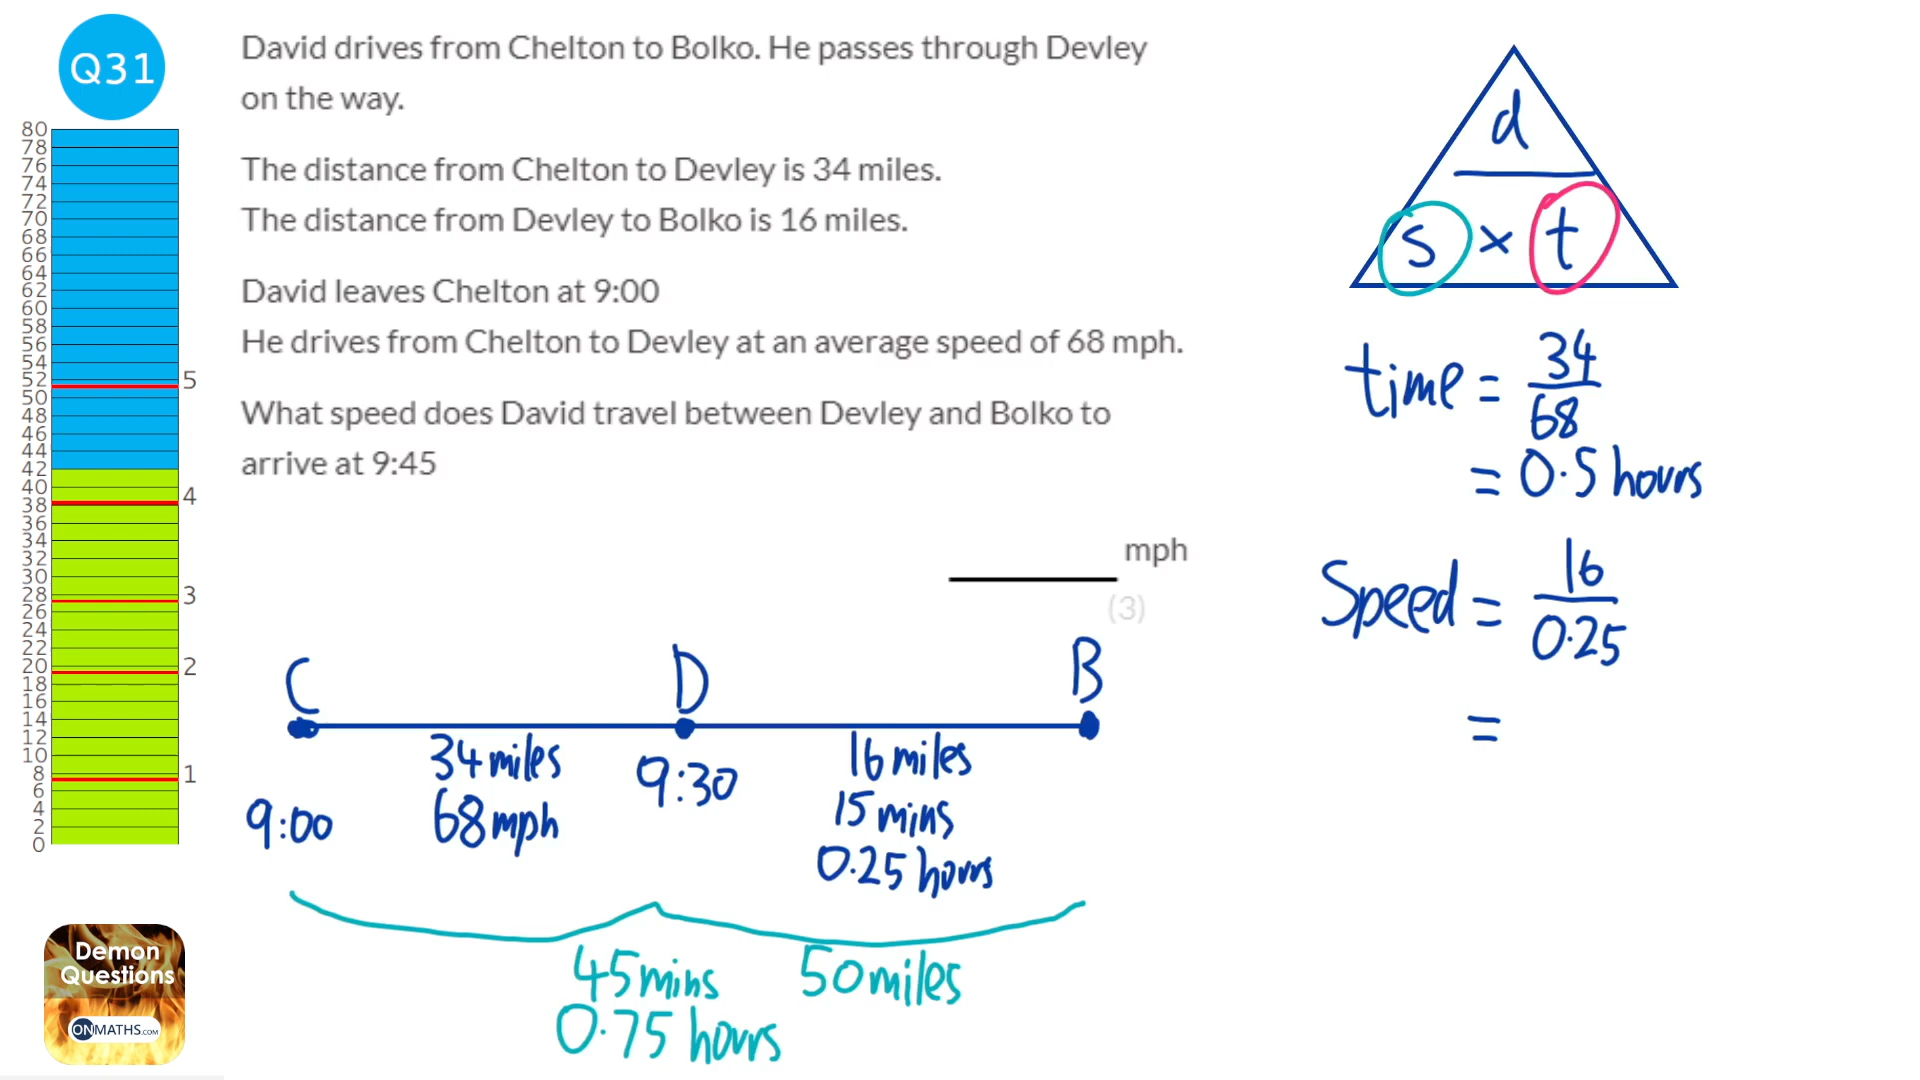 Q31
80
78
76
74
72
70
68
66
64
62
60
58
56
54
52
50
48
46
44
42
40
38
36
34
32
30
28
26
24
22
20
18
16
14
12
10
8
6
4
2
0
5
4
3
2
1
David drives from Chelton to Bolko. He passes through Devley
on the way.
The distance from Chelton to Devley is 34 miles.
The distance from Devley to Bolko is 16 miles.
David leaves Chelton at 9:00
He drives from Chelton to Devley at an average speed of 68 mph.
What speed does David travel between Devley and Bolko to
arrive at 9:45
mph
(3)
C D B
34 miles 16 miles
68 mph 15 mins
9:00 9:30 0.25 hours
45 mins 50 miles
0.75 hours
d
s × t
time = 34
68
= 0.5 hours
Speed = 16
0.25
=
Demon
Questions
ONMATHS.COM